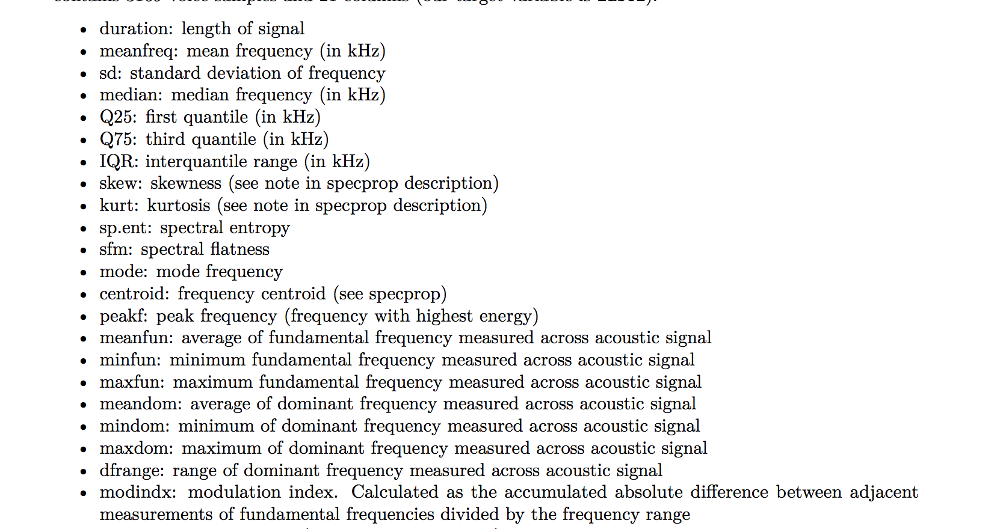 • duration: length of signal
• meanfreq: mean frequency (in kHz)
• sd: standard deviation of frequency
• median: median frequency (in kHz)
• Q25: first quantile (in kHz)
• Q75: third quantile (in kHz)
• IQR: interquantile range (in kHz)
• skew: skewness (see note in specprop description)
• kurt: kurtosis (see note in specprop description)
• sp.ent: spectral entropy
• sfm: spectral flatness
• mode: mode frequency
• centroid: frequency centroid (see specprop)
• peakf: peak frequency (frequency with highest energy)
• meanfun: average of fundamental frequency measured across acoustic signal
• minfun: minimum fundamental frequency measured across acoustic signal
• maxfun: maximum fundamental frequency measured across acoustic signal
• meandom: average of dominant frequency measured across acoustic signal
• mindom: minimum of dominant frequency measured across acoustic signal
• maxdom: maximum of dominant frequency measured across acoustic signal
• dfrange: range of dominant frequency measured across acoustic signal
• modindx: modulation index. Calculated as the accumulated absolute difference between adjacent
measurements of fundamental frequencies divided by the frequency range